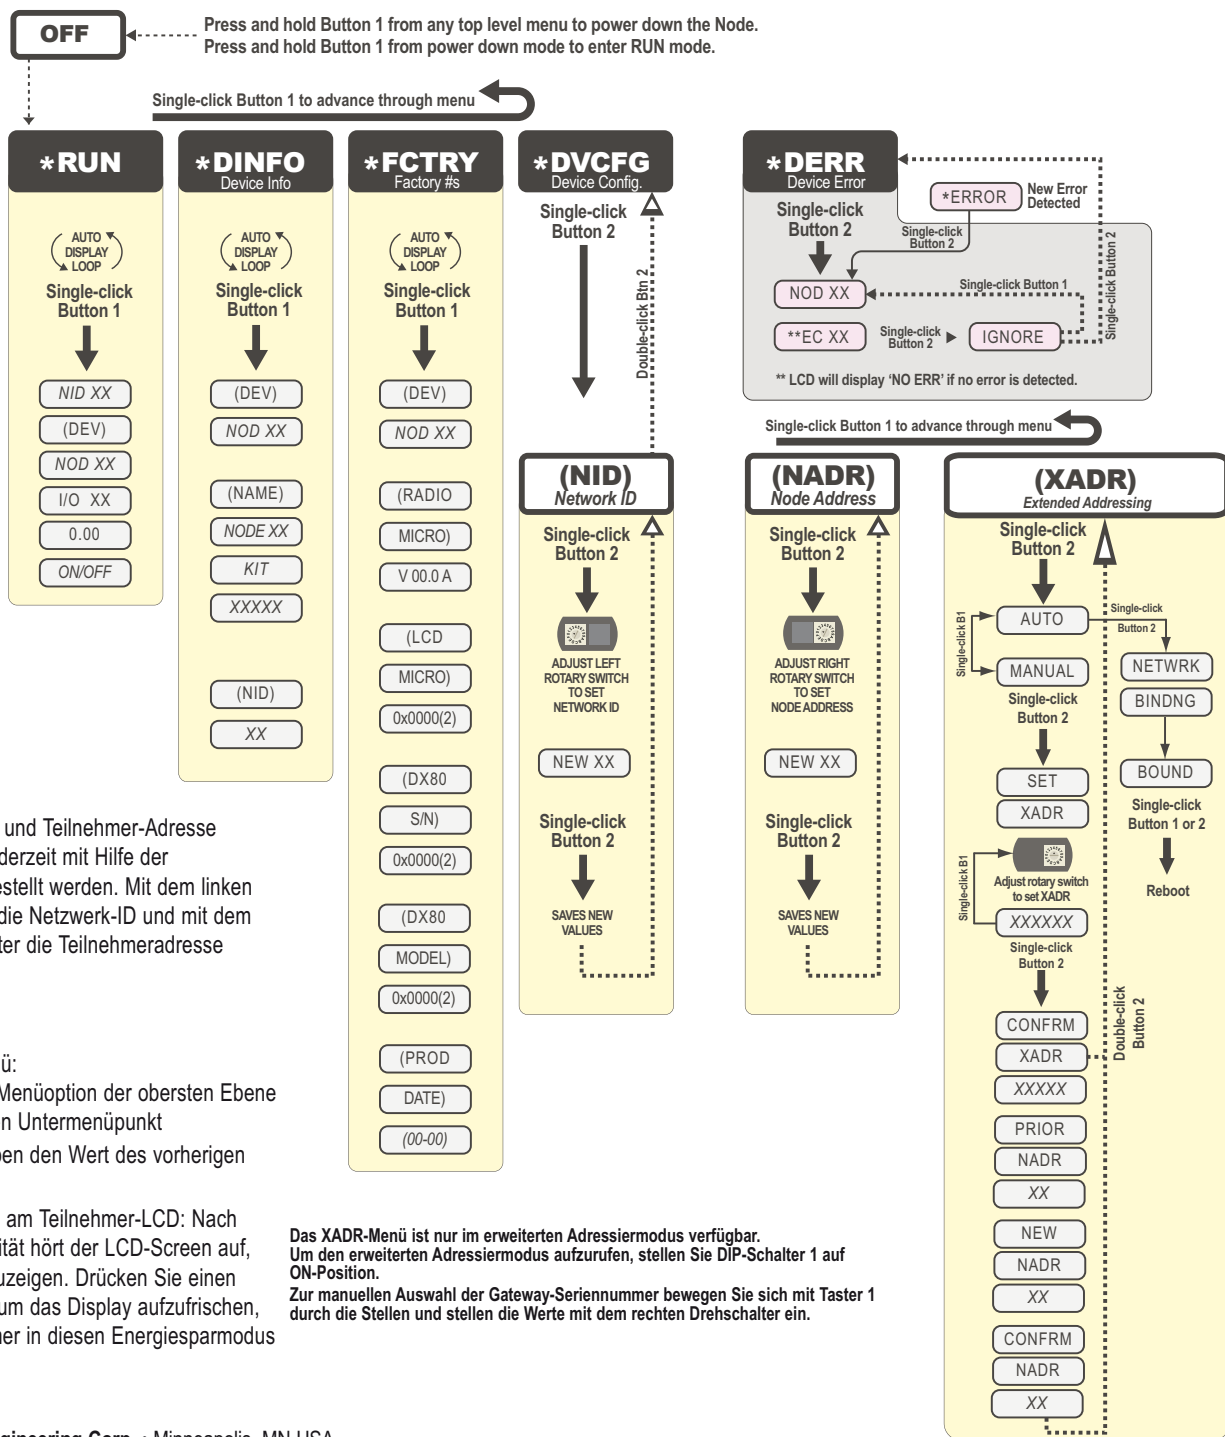 OFF
Press and hold Button 1 from any top level menu to power down the Node.
Press and hold Button 1 from power down mode to enter RUN mode.
Single-click Button 1 to advance through menu
*RUN
AUTO
DISPLAY
LOOP
Single-click
Button 1
NID XX
(DEV)
NOD XX
I/O XX
0.00
ON/OFF
*DINFO
Device Info
AUTO
DISPLAY
LOOP
Single-click
Button 1
(DEV)
NOD XX
(NAME)
NODE XX
KIT
XXXXX
(NID)
XX
*FCTRY
Factory #s
AUTO
DISPLAY
LOOP
Single-click
Button 1
(DEV)
NOD XX
(RADIO
MICRO)
V 00.0 A
(LCD
MICRO)
0x0000(2)
(DX80
S/N)
0x0000(2)
(DX80
MODEL)
0x0000(2)
(PROD
DATE)
(00-00)
*DVCFG
Device Config.
Single-click
Button 2
Double-click Btn 2
(NID)
Network ID
Single-click
Button 2
ADJUST LEFT
ROTARY SWITCH
TO SET
NETWORK ID
NEW XX
Single-click
Button 2
SAVES NEW
VALUES
*DERR
Device Error
Single-click
Button 2
*ERROR
New Error
Detected
Single-click
Button 2
NOD XX
Single-click Button 1
**EC XX
Single-click
Button 2
IGNORE
Single-click Button 2
** LCD will display ‘NO ERR’ if no error is detected.
Single-click Button 1 to advance through menu
(NADR)
Node Address
Single-click
Button 2
ADJUST RIGHT
ROTARY SWITCH
TO SET
NODE ADDRESS
NEW XX
Single-click
Button 2
SAVES NEW
VALUES
(XADR)
Extended Addressing
Single-click
Button 2
AUTO
Single-click B1
MANUAL
Single-click
Button 2
NETWRK
BINDNG
BOUND
Single-click
Button 1 or 2
Reboot
Single-click
Button 2
SET
XADR
Single-click B1
Adjust rotary switch
to set XADR
XXXXXX
Single-click
Button 2
Double-click
Button 2
CONFRM
XADR
XXXXX
PRIOR
NADR
XX
NEW
NADR
XX
CONFRM
NADR
XX
und Teilnehmer-Adresse
derzeit mit Hilfe der
estellt werden. Mit dem linken
die Netzwerk-ID und mit dem
ter die Teilnehmeradresse
ü:
Menüoption der obersten Ebene
n Untermenüpunkt
ben den Wert des vorherigen
am Teilnehmer-LCD: Nach
ität hört der LCD-Screen auf,
uzeigen. Drücken Sie einen
um das Display aufzufrischen,
ner in diesen Energiesparmodus
Das XADR-Menü ist nur im erweiterten Adressiermodus verfügbar.
Um den erweiterten Adressiermodus aufzurufen, stellen Sie DIP-Schalter 1 auf
ON-Position.
Zur manuellen Auswahl der Gateway-Seriennummer bewegen Sie sich mit Taster 1
durch die Stellen und stellen die Werte mit dem rechten Drehschalter ein.
gineering Corp. • Minneapolis, MN USA